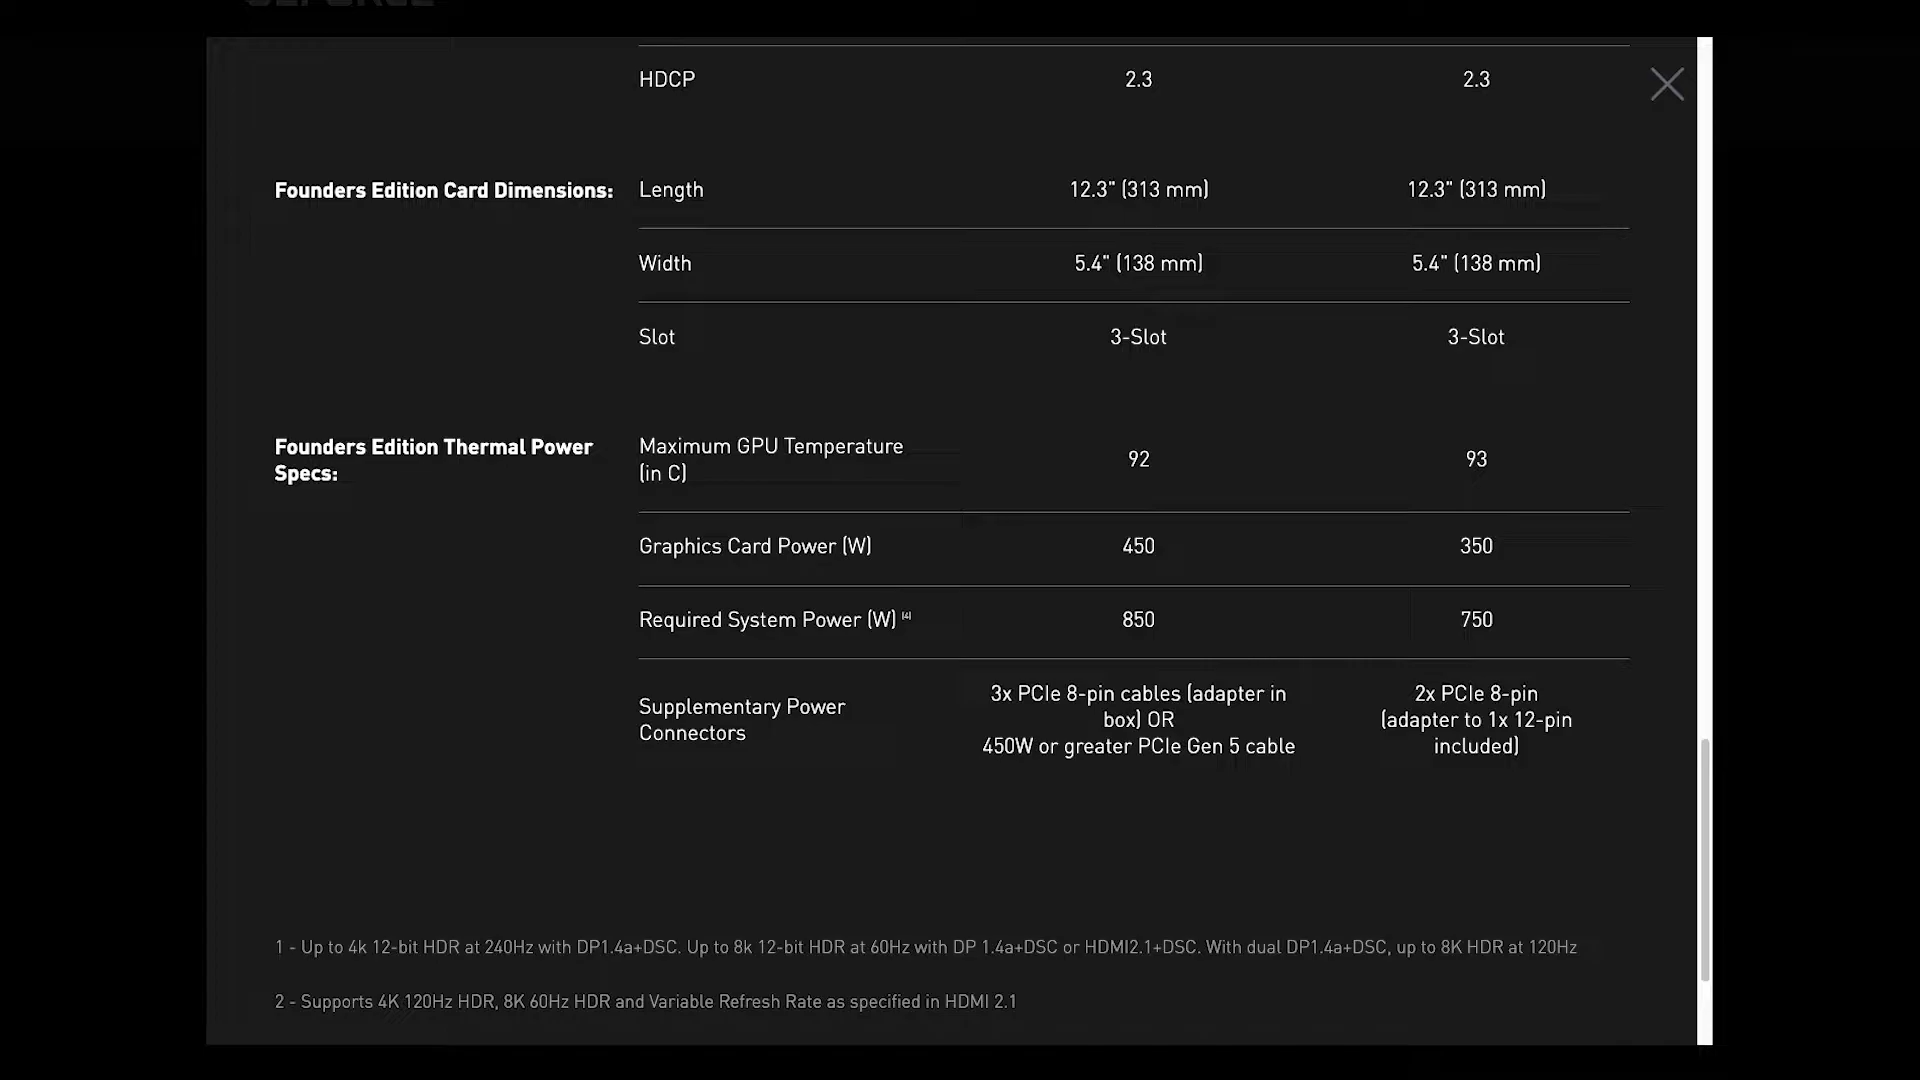 HDCP 2.3 2.3
Founders Edition Card Dimensions: Length 12.3" (313 mm) 12.3" (313 mm)
Width 5.4" (138 mm) 5.4" (138 mm)
Slot 3-Slot 3-Slot
Founders Edition Thermal Power
Specs:
Maximum GPU Temperature
(in C)
92 93
Graphics Card Power (W) 450 350
Required System Power (W) (4) 850 750
Supplementary Power
Connectors
3x PCIe 8-pin cables (adapter in
box) OR
450W or greater PCIe Gen 5 cable
2x PCIe 8-pin
(adapter to 1x 12-pin
included)
1 - Up to 4k 12-bit HDR at 240Hz with DP1.4a+DSC. Up to 8k 12-bit HDR at 60Hz with DP 1.4a+DSC or HDMI2.1+DSC. With dual DP1.4a+DSC, up to 8K HDR at 120Hz
2 - Supports 4K 120Hz HDR, 8K 60Hz HDR and Variable Refresh Rate as specified in HDMI 2.1